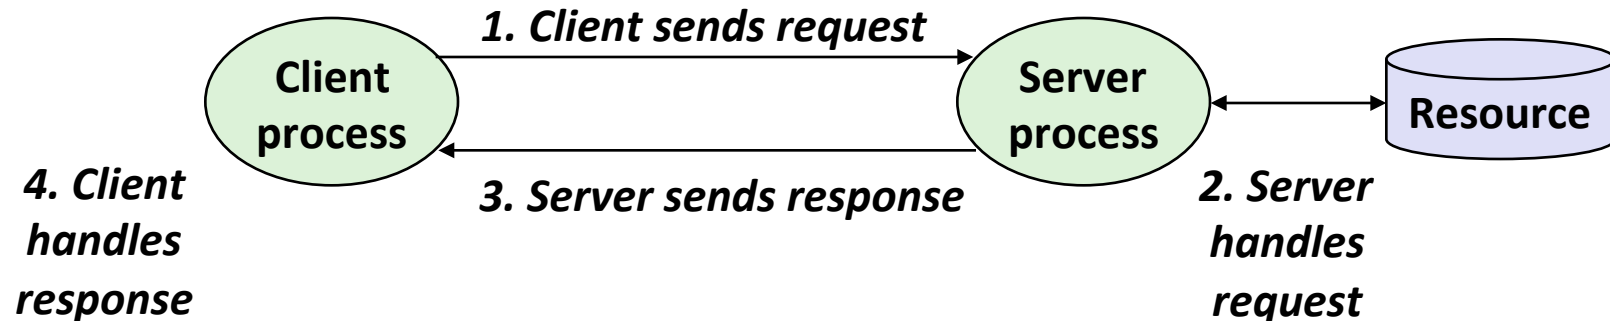 1. Client sends request
Client
process
Server
process
Resource
3. Server sends response
4. Client
handles
response
2. Server
handles
request